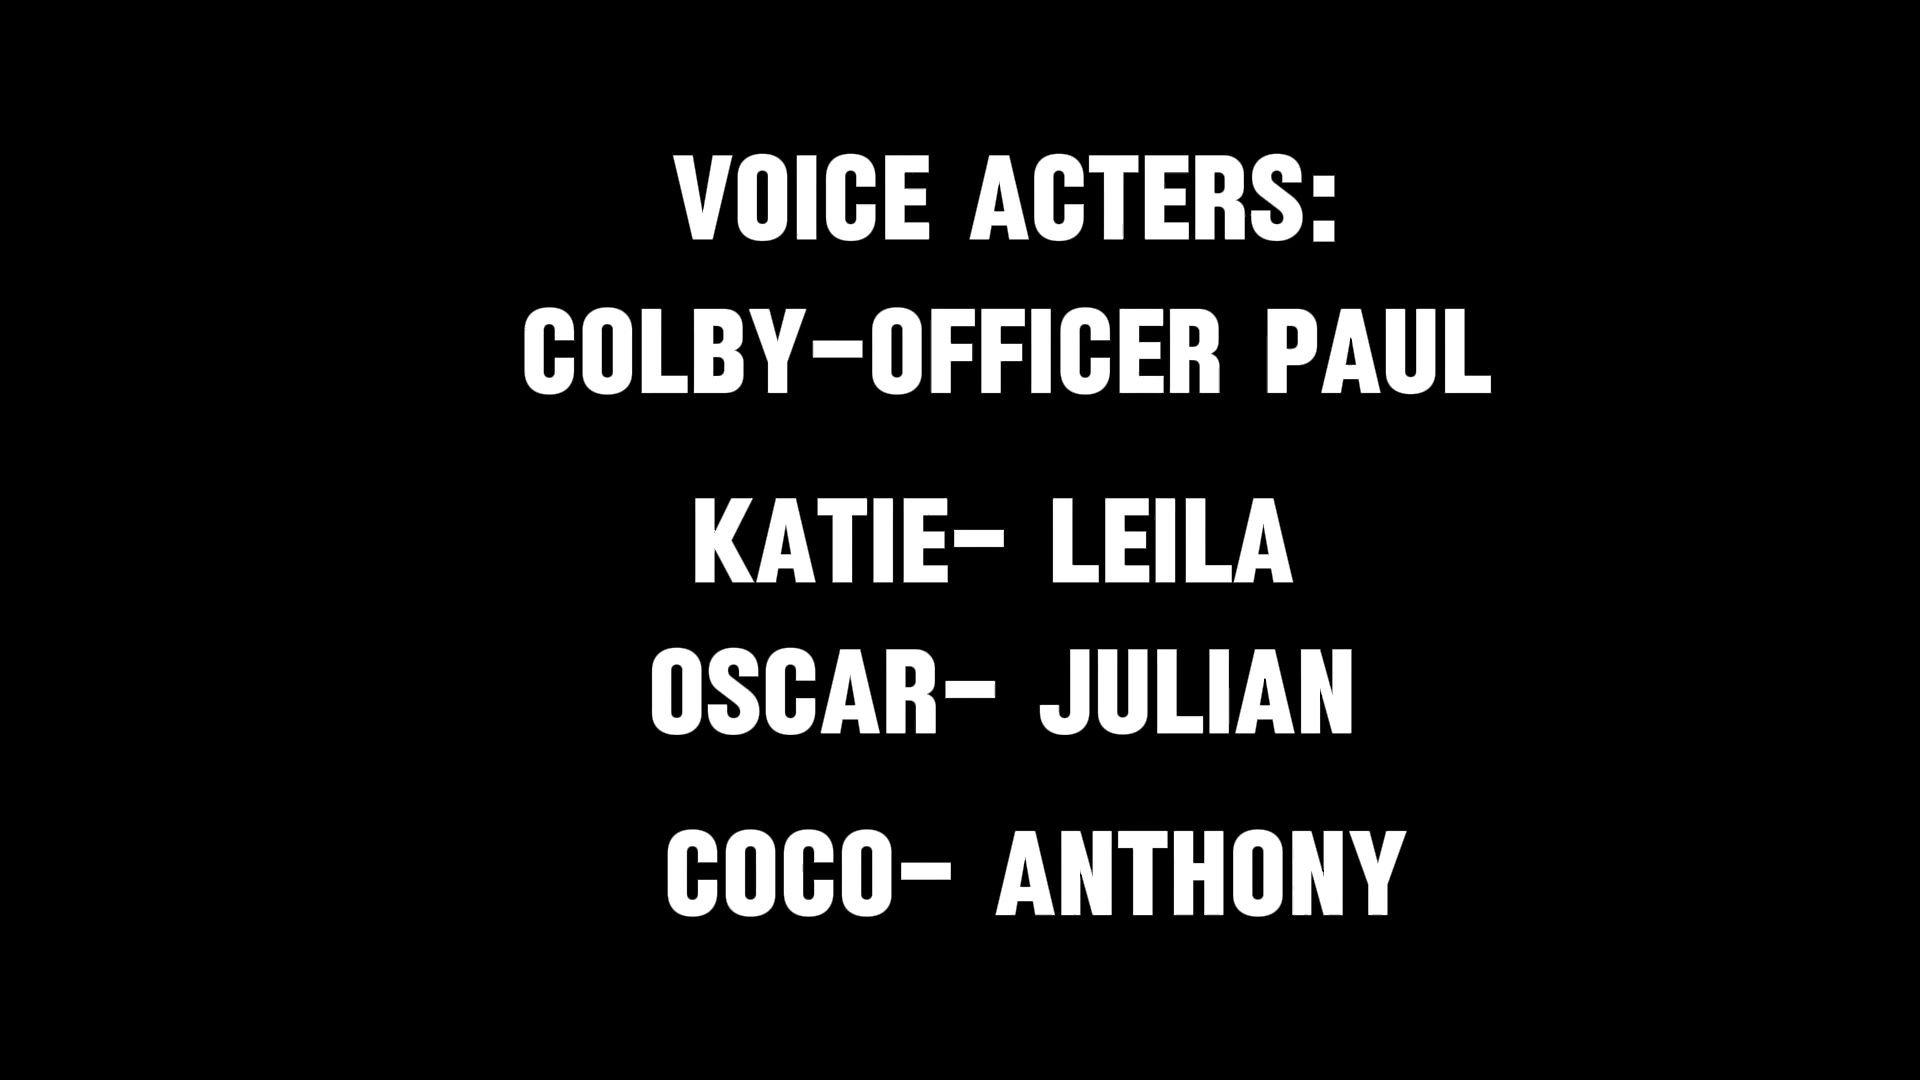 VOICE ACTERS:
COLBY-OFFICER PAUL
KATIE- LEILA
OSCAR- JULIAN
COCO- ANTHONY